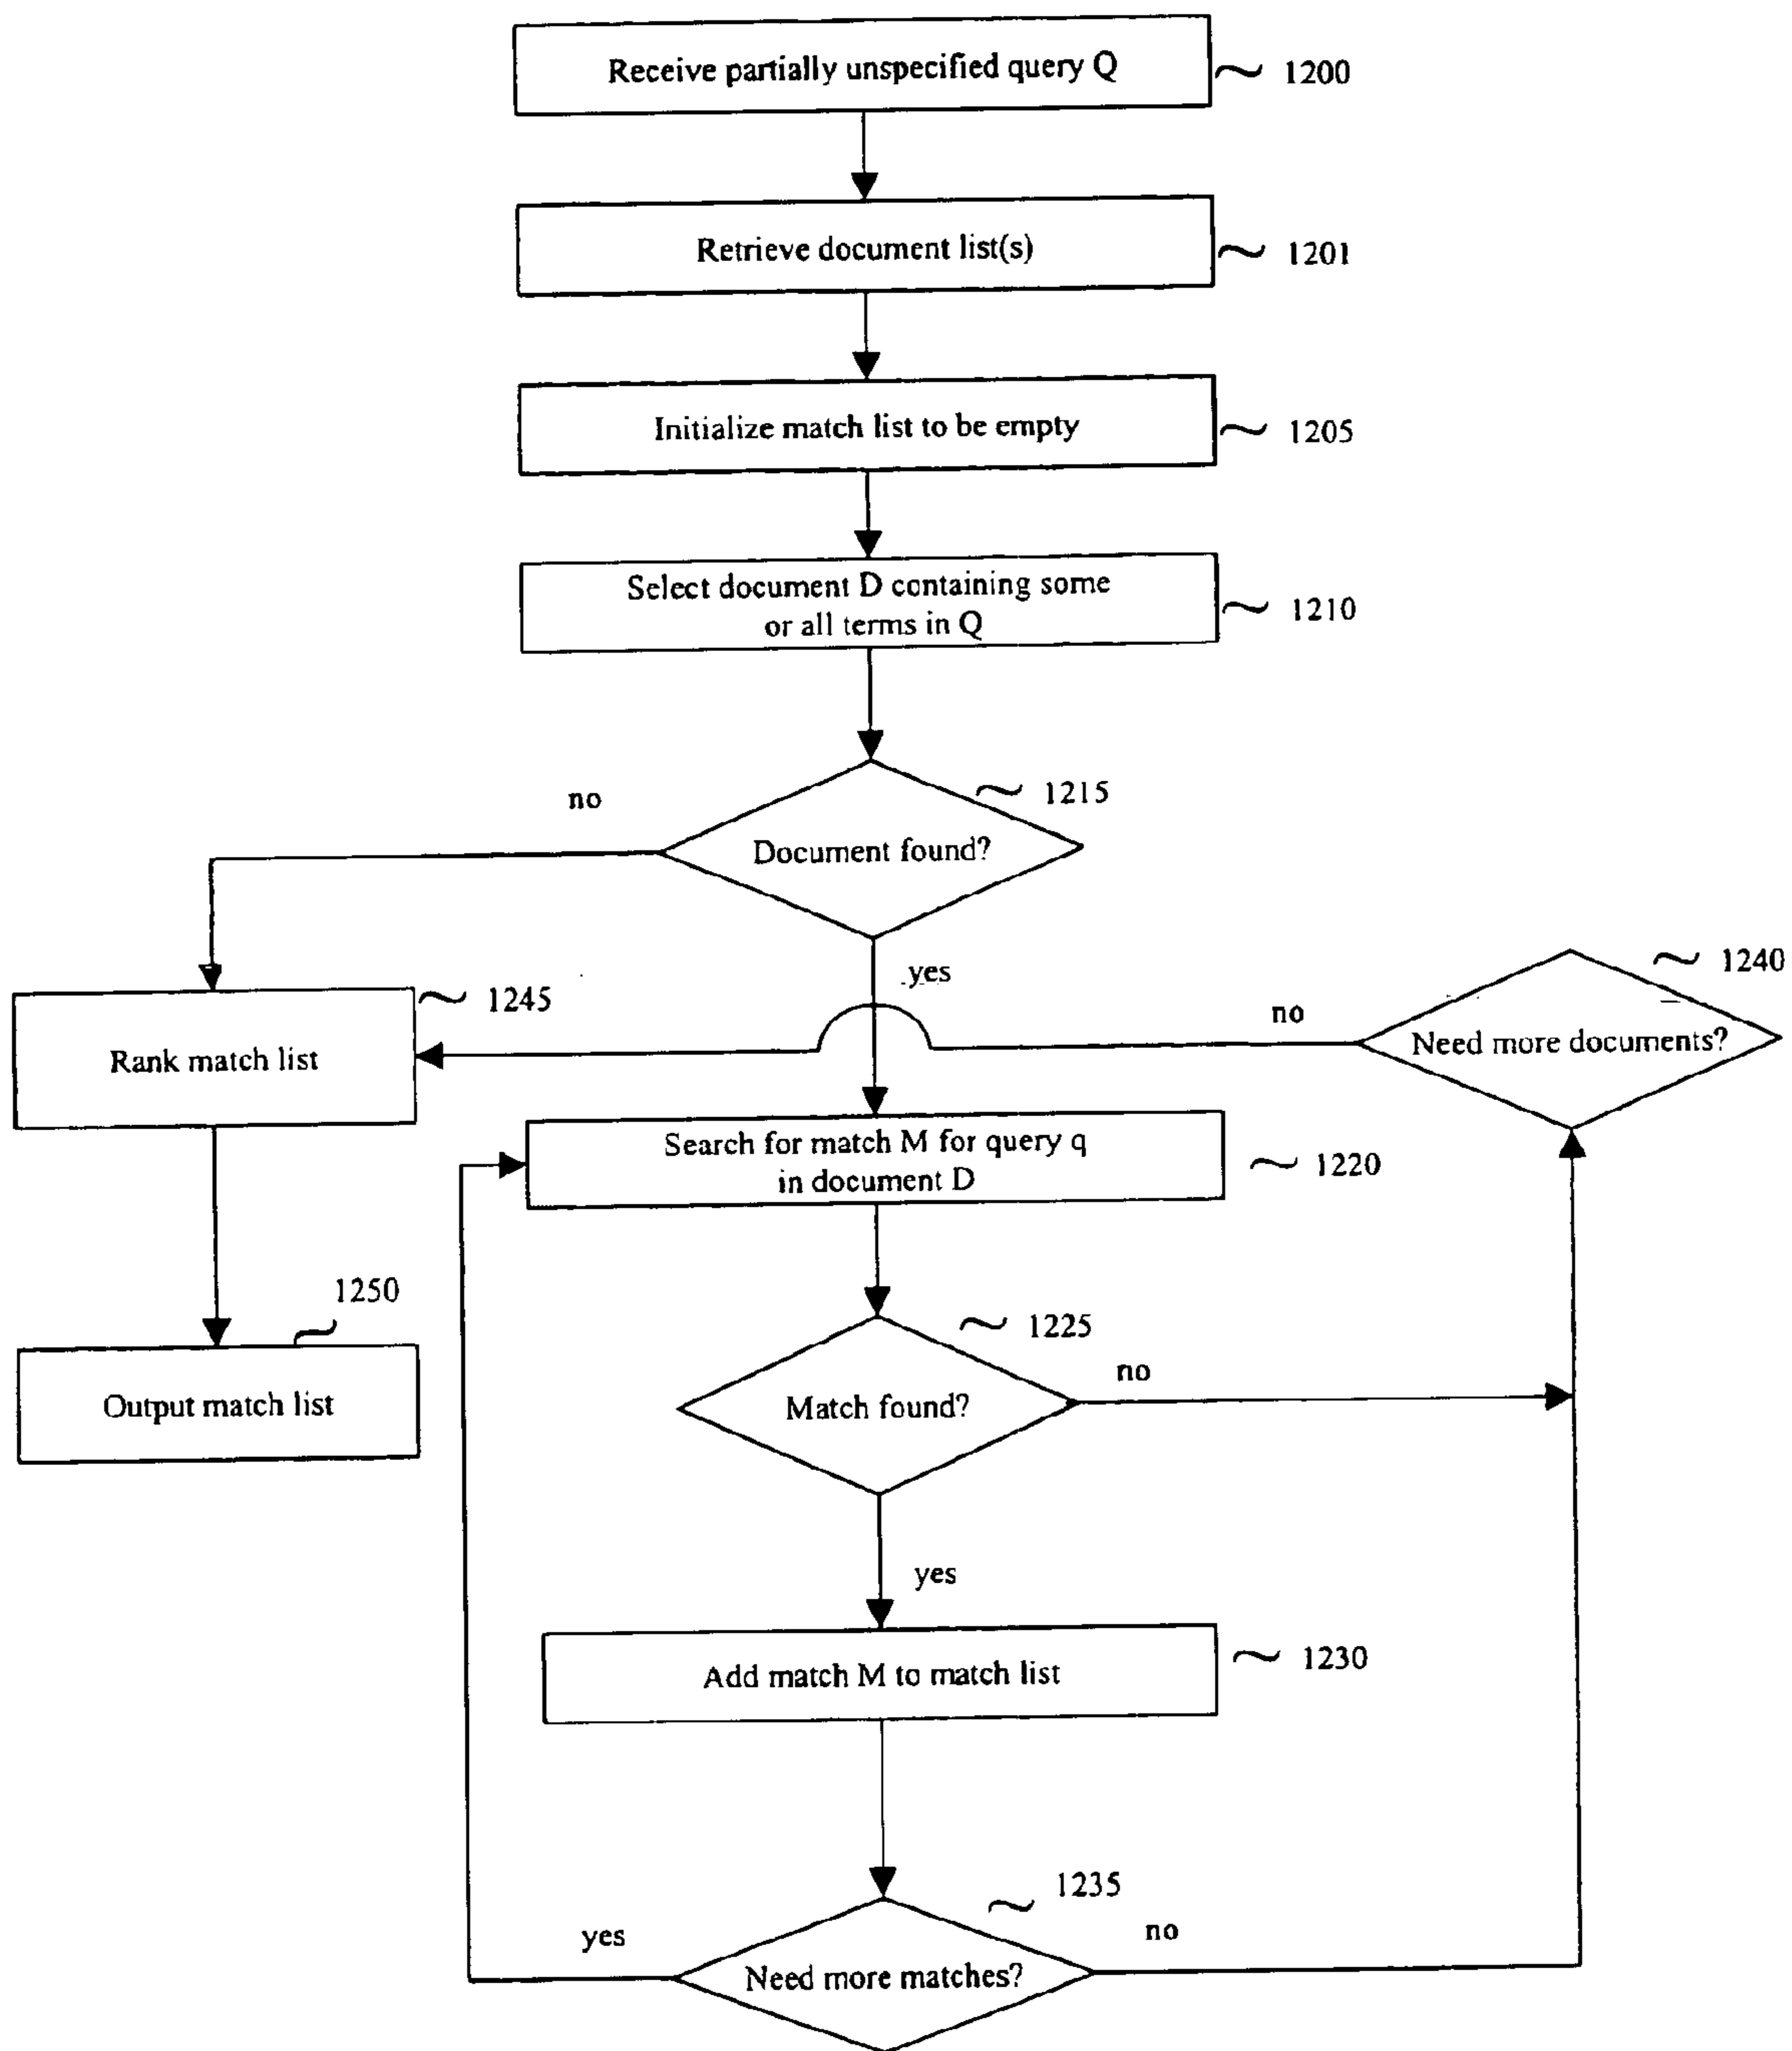 Receive partially unspecified query Q
1200
Retrieve document list(s)
1201
Initialize match list to be empty
1205
Select document D containing some
or all terms in Q
1210
1215
no
Document found?
yes
1240
1245
no
Need more documents?
Rank match list
Search for match M for query q
in document D
1220
1250
1225
no
Output match list
Match found?
yes
Add match M to match list
1230
1235
yes
no
Need more matches?